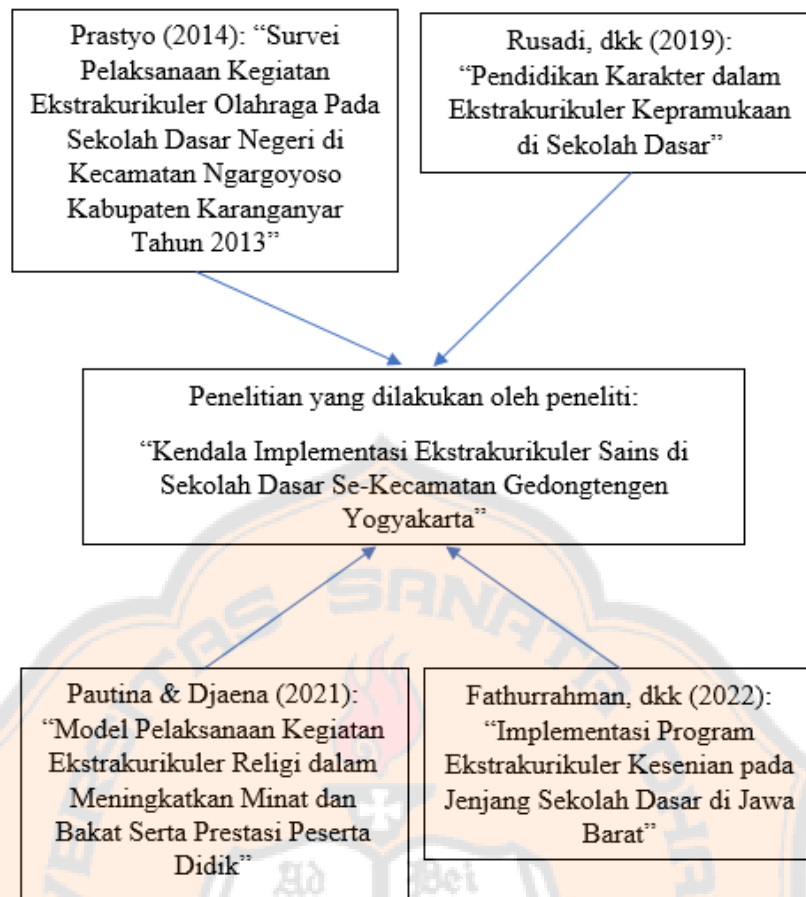 Prastyo (2014): “Survei
Pelaksanaan Kegiatan
Ekstrakurikuler Olahraga Pada
Sekolah Dasar Negeri di
Kecamatan Ngargoyoso
Kabupaten Karanganyar
Tahun 2013”
Rusadi, dkk (2019):
“Pendidikan Karakter dalam
Ekstrakurikuler Kepramukaan
di Sekolah Dasar”
Penelitian yang dilakukan oleh peneliti:
“Kendala Implementasi Ekstrakurikuler Sains di
Sekolah Dasar Se-Kecamatan Gedongtengen
Yogyakarta”
Pautina & Djaena (2021):
“Model Pelaksanaan Kegiatan
Ekstrakurikuler Religi dalam
Meningkatkan Minat dan
Bakat Serta Prestasi Peserta
Didik”
Fathurrahman, dkk (2022):
“Implementasi Program
Ekstrakurikuler Kesenian pada
Jenjang Sekolah Dasar di Jawa
Barat”
SANATA
Ad
Dei